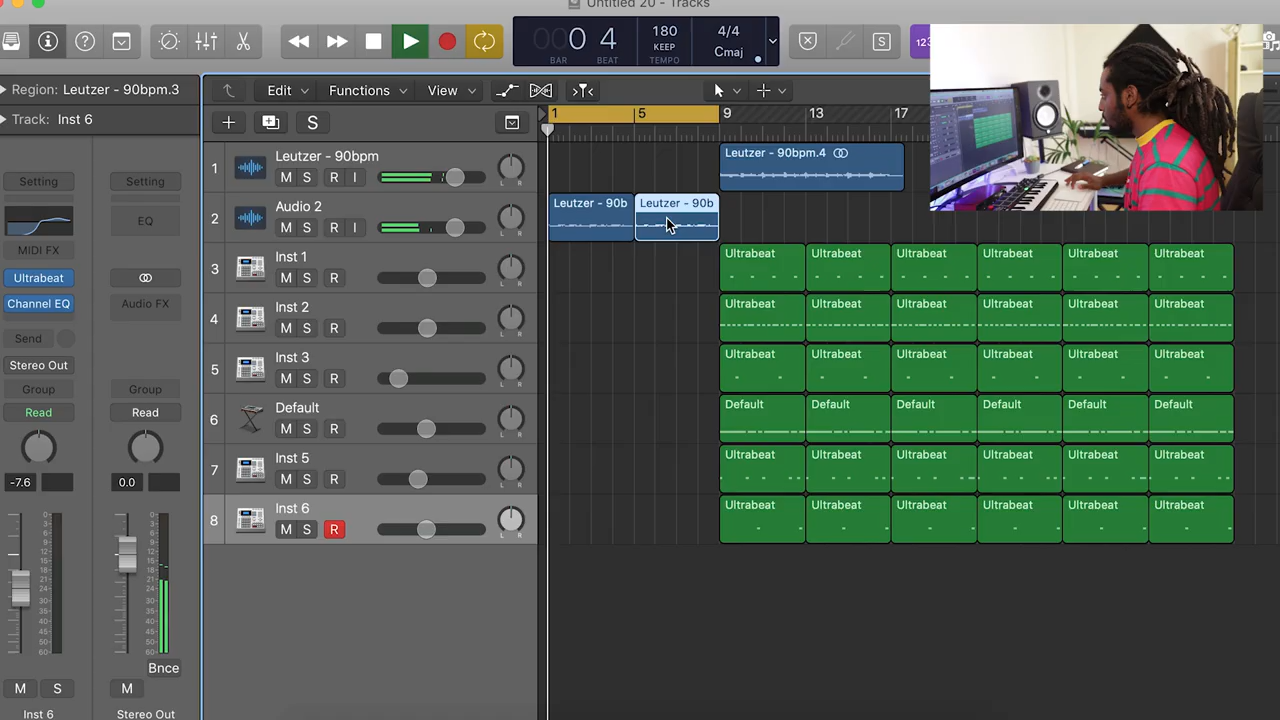 Untitled 20 - Tracks
0 4
BAR BEAT
180
KEEP
TEMPO
4/4
Cmaj
S
123
Region: Leutzer - 90bpm.3
Track: Inst 6
Edit Functions View
S
1 5 9 13 17
Setting Setting
EQ
MIDI FX
Ultrabeat
Channel EQ Audio FX
Send
Stereo Out
Group Group
Read Read
-7.6 0.0
Bnce
M S M
Inst 6 Stereo Out
1 Leutzer - 90bpm
M S R I
L R
Leutzer - 90bpm.4
2 Audio 2
M S R I
L R
Leutzer - 90b Leutzer - 90b
3 Inst 1
M S R
L R
Ultrabeat Ultrabeat Ultrabeat Ultrabeat Ultrabeat Ultrabeat
4 Inst 2
M S R
L R
Ultrabeat Ultrabeat Ultrabeat Ultrabeat Ultrabeat Ultrabeat
5 Inst 3
M S R
L R
Ultrabeat Ultrabeat Ultrabeat Ultrabeat Ultrabeat Ultrabeat
6 Default
M S R
L R
Default Default Default Default Default Default
7 Inst 5
M S R
L R
Ultrabeat Ultrabeat Ultrabeat Ultrabeat Ultrabeat Ultrabeat
8 Inst 6
M S R
L R
Ultrabeat Ultrabeat Ultrabeat Ultrabeat Ultrabeat Ultrabeat